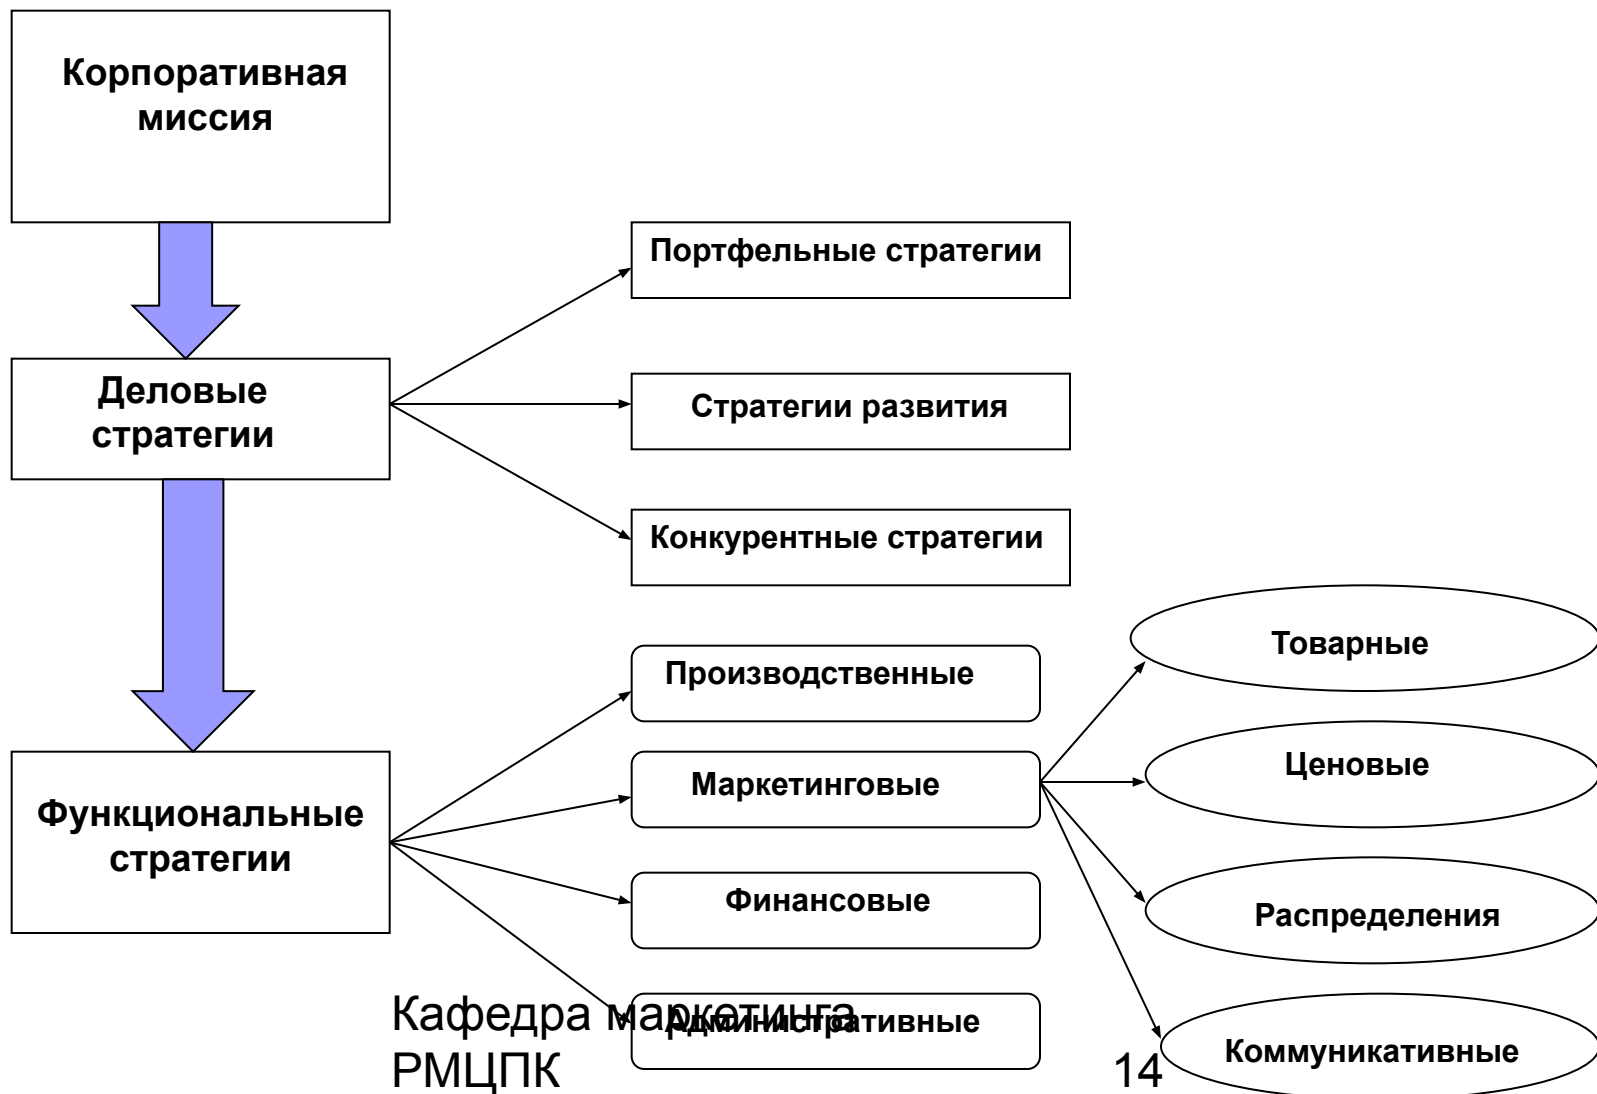 Корпоративная
миссия
Портфельные стратегии
Деловые
стратегии
Стратегии развития
Конкурентные стратегии
Функциональные
стратегии
Производственные
Маркетинговые
Финансовые
Административные
Товарные
Ценовые
Распределения
Коммуникативные
Кафедра маркетинга
РМЦПК
14